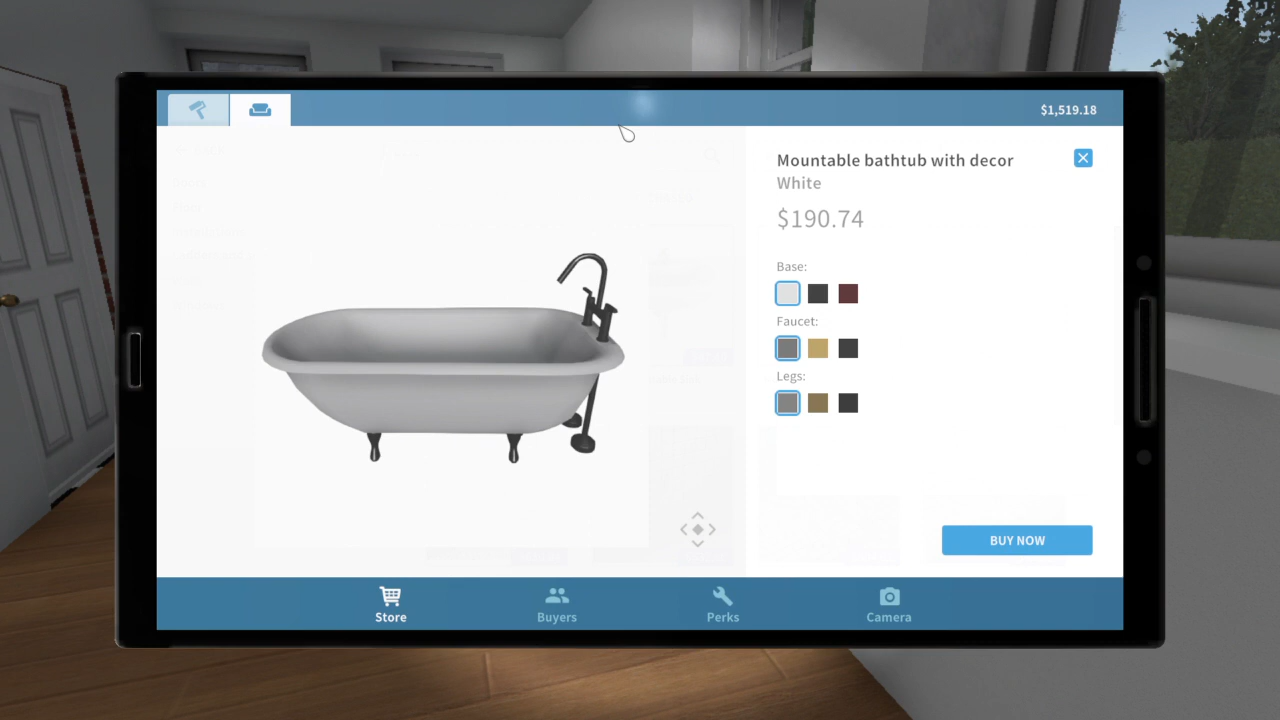 $1,519.18
Mountable bathtub with decor
White
$190.74
Base:
Faucet:
Legs:
BUY NOW
Store
Buyers
Perks
Camera